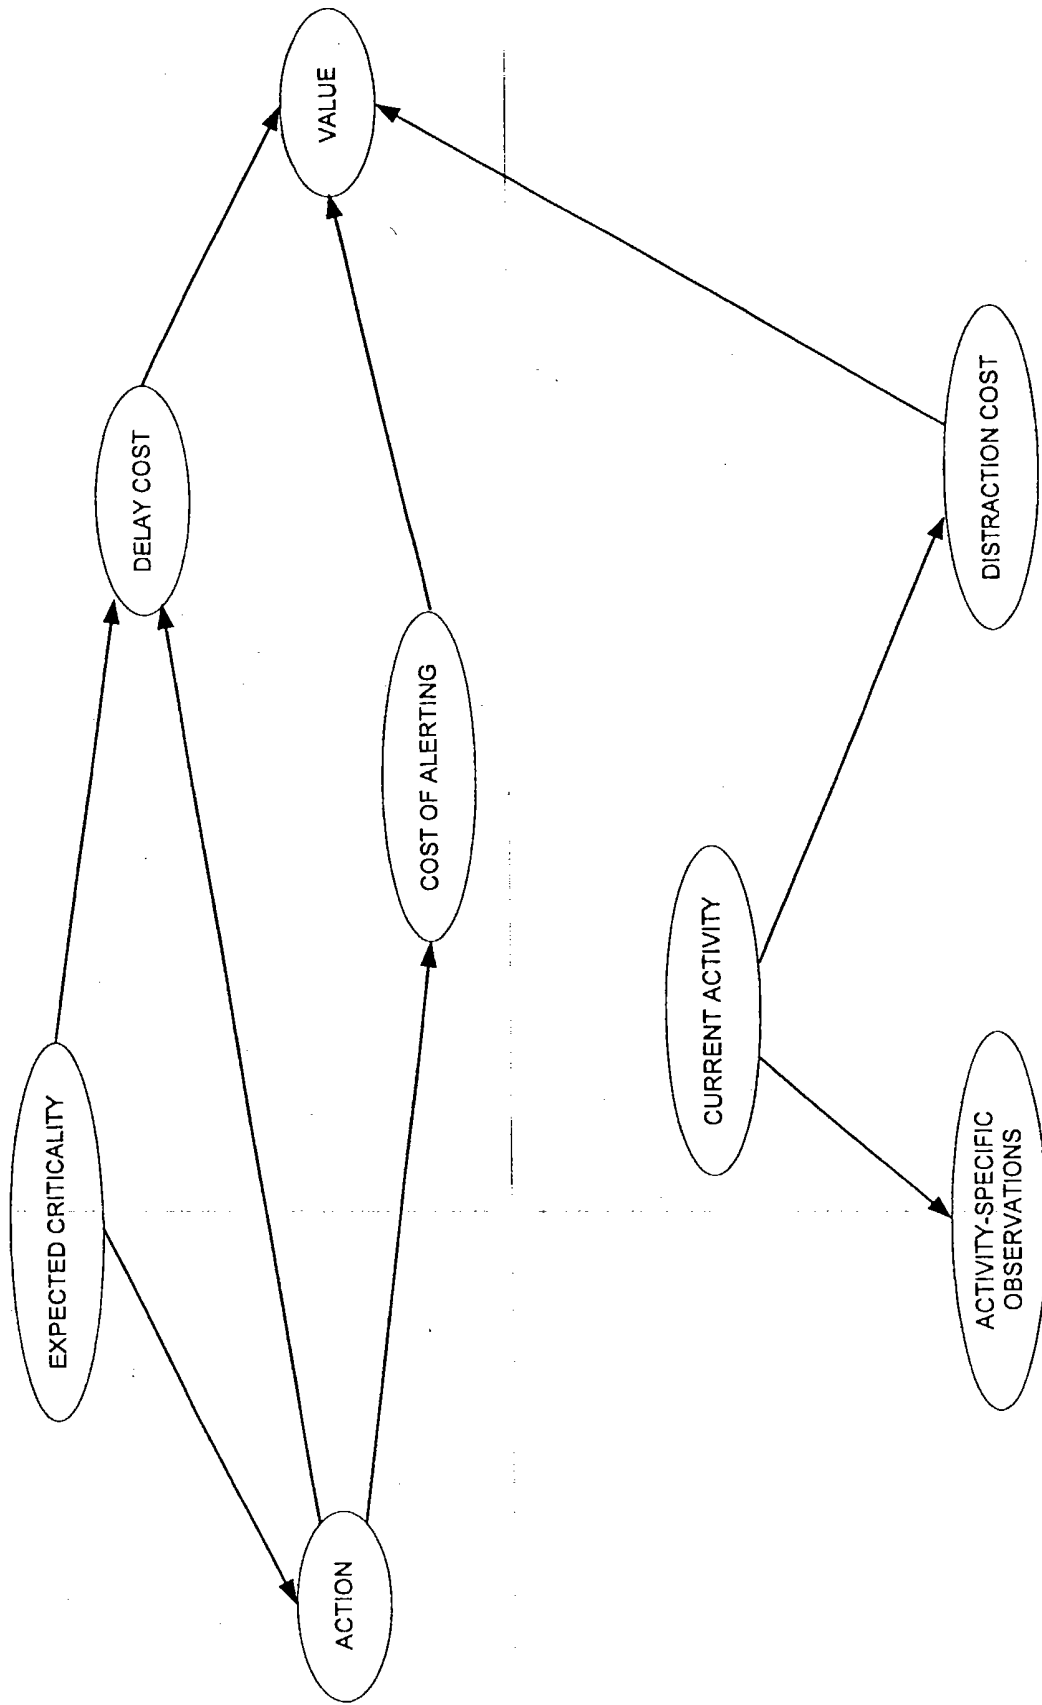 EXPECTED CRITICALITY
DELAY COST
ACTION
VALUE
COST OF ALERTING
CURRENT ACTIVITY
ACTIVITY-SPECIFIC
OBSERVATIONS
DISTRACTION COST